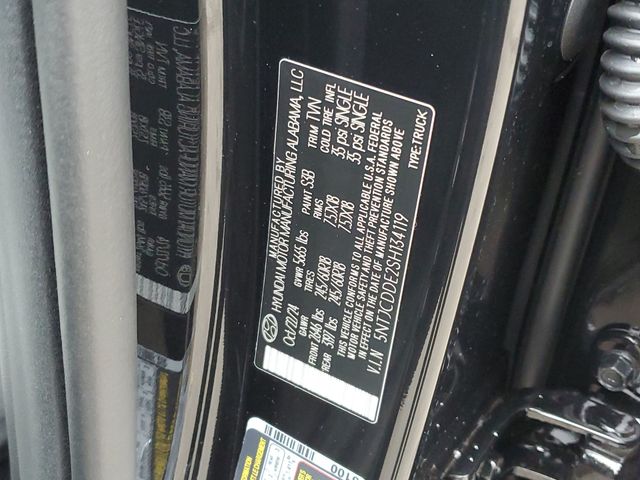 MANUFACTURED BY
HYUNDAI MOTOR MANUFACTURING ALABAMA, LLC
Oct/22/24 GVWR 5665 lbs PAINT S3B TRIM TVN
GAWR TIRES RIMS COLD TIRE INFL
FRONT 2846 lbs 245/60R18 7.5JX18 35 psi SINGLE
REAR 3197 lbs 245/60R18 7.5JX18 35 psi SINGLE
THIS VEHICLE CONFORMS TO ALL APPLICABLE U.S.A. FEDERAL
MOTOR VEHICLE SAFETY AND THEFT PREVENTION STANDARDS
IN EFFECT ON THE DATE OF MANUFACTURE SHOWN ABOVE
V.I.N 5NTJCDDE2SH134119 TYPE:TRUCK